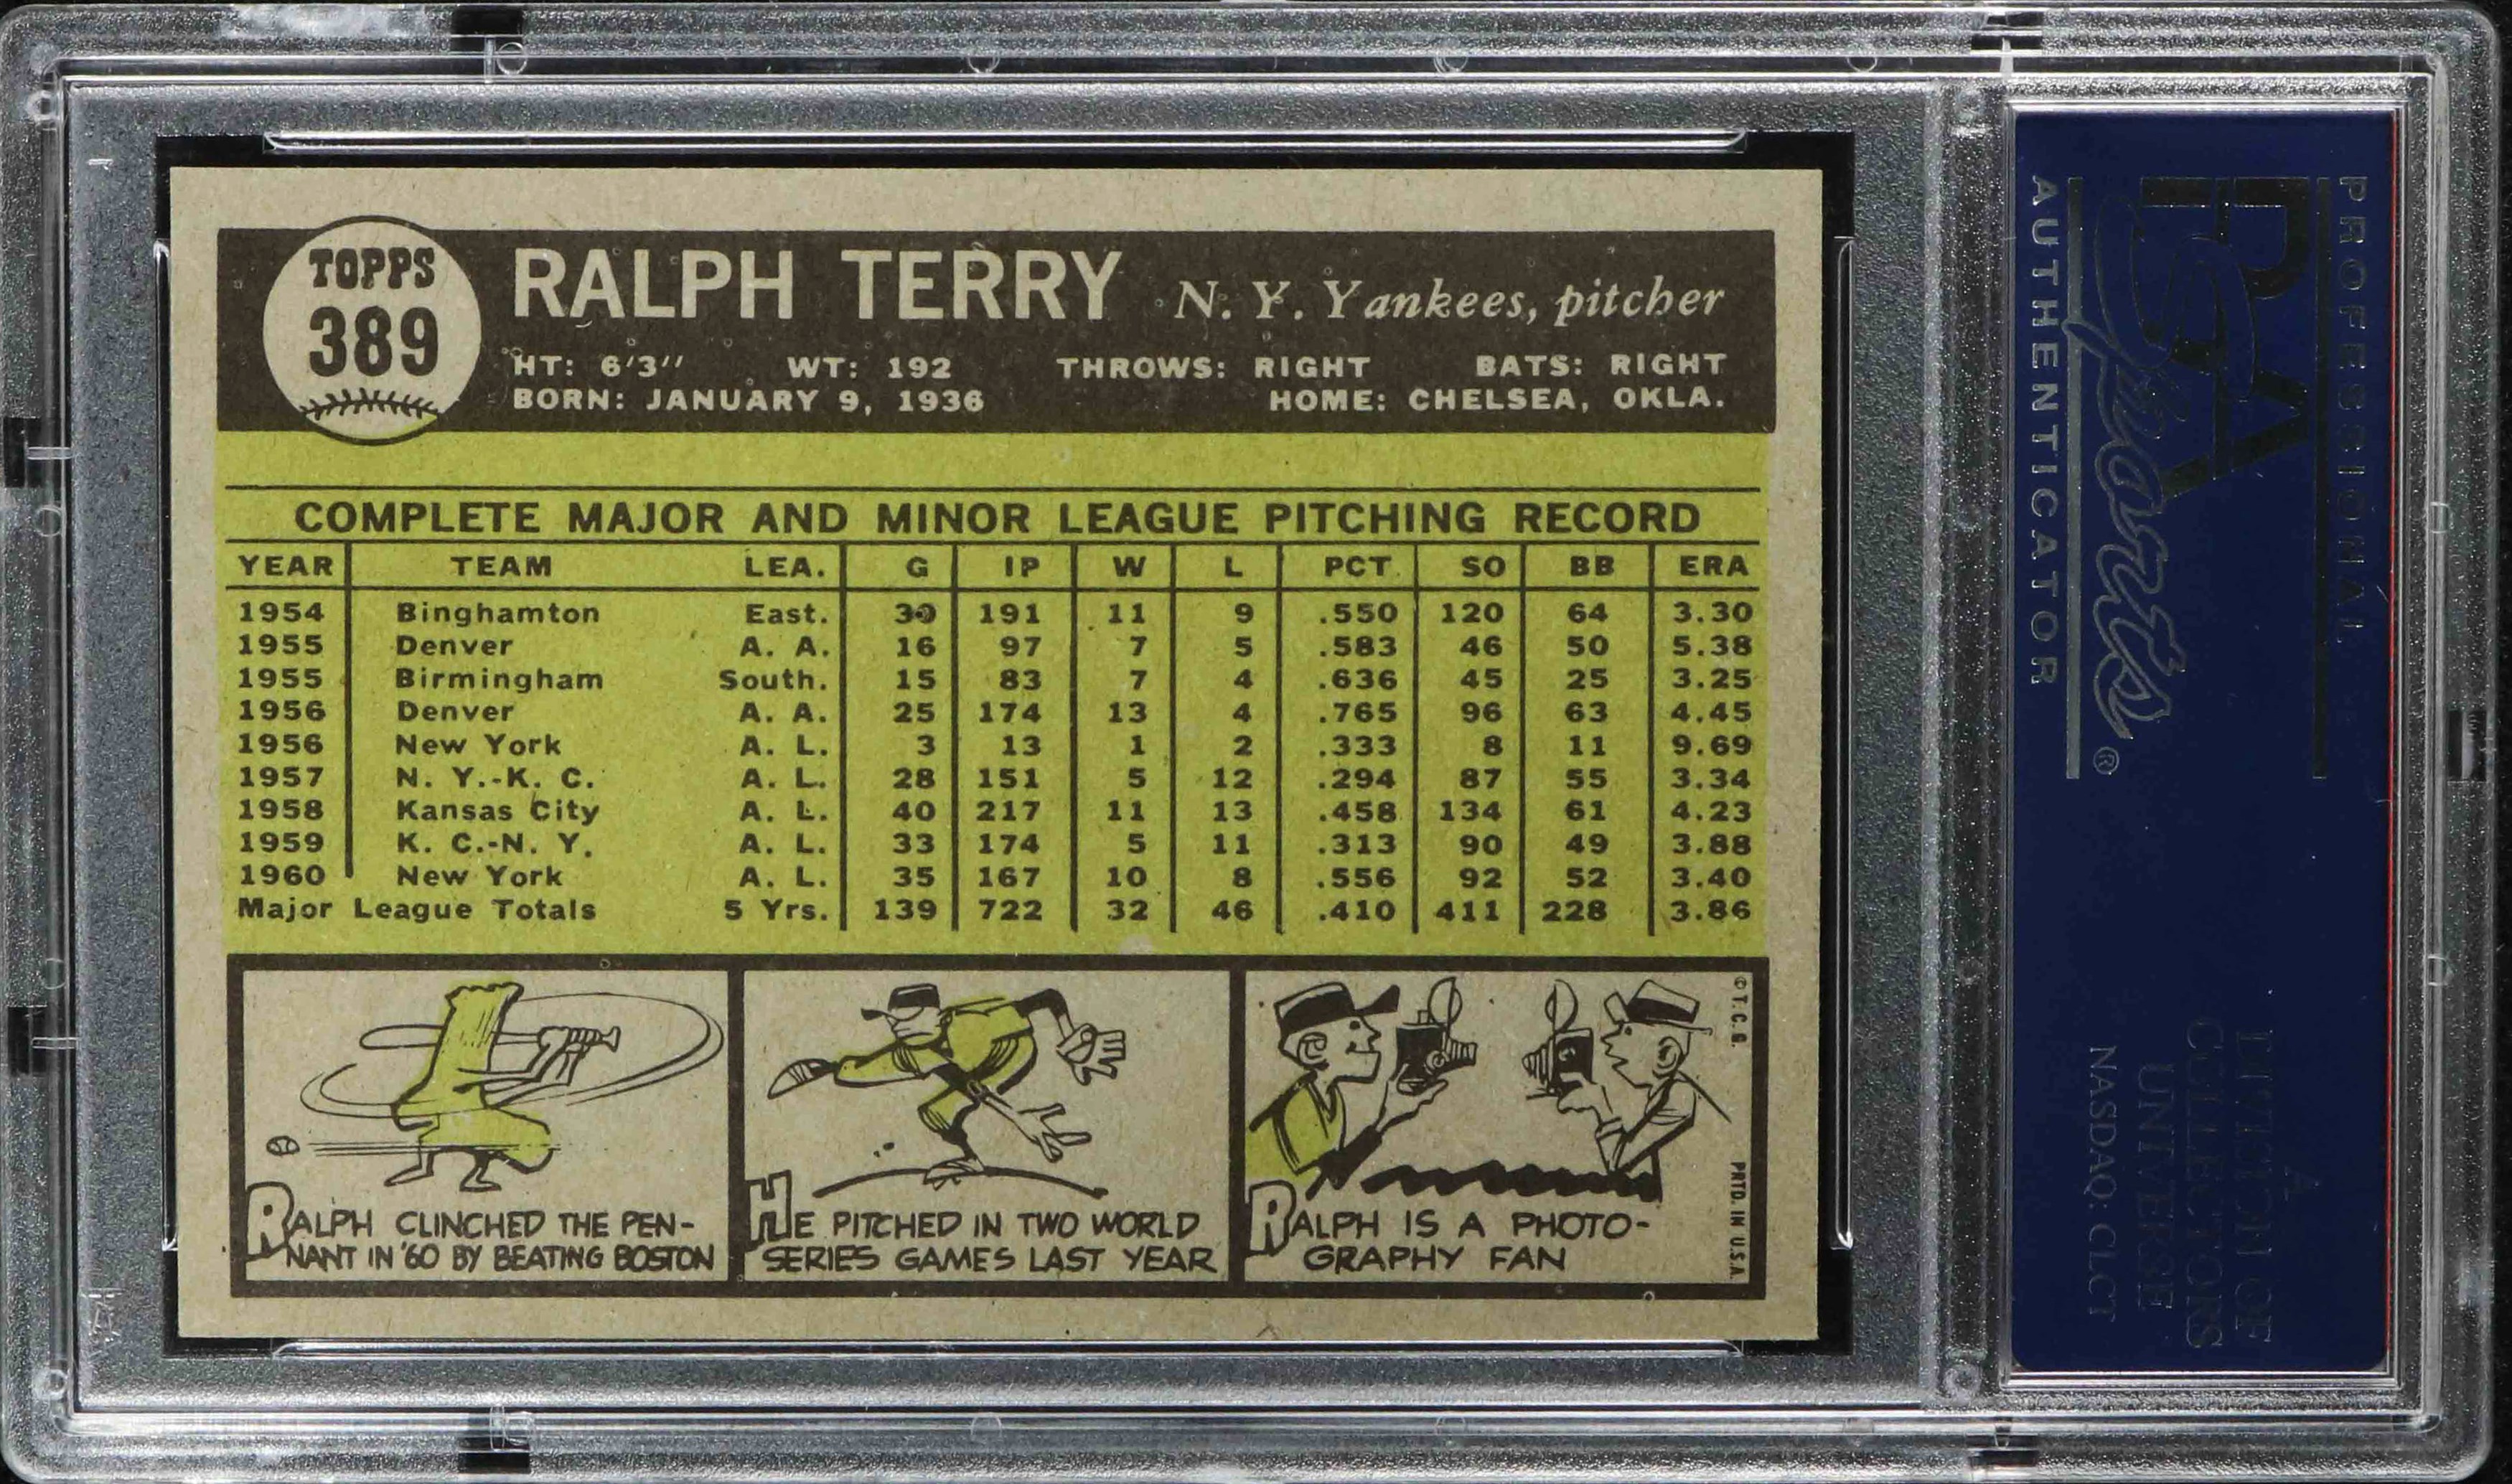 TOPPS
389
RALPH TERRY N. Y. Yankees, pitcher
HT: 6'3'' WT: 192 THROWS: RIGHT BATS: RIGHT
BORN: JANUARY 9, 1936 HOME: CHELSEA, OKLA.
COMPLETE MAJOR AND MINOR LEAGUE PITCHING RECORD
YEAR TEAM LEA. G IP W L PCT. SO BB ERA
1954 Binghamton East. 30 191 11 9 .550 120 64 3.30
1955 Denver A. A. 16 97 7 5 .583 46 50 5.38
1955 Birmingham South. 15 83 7 4 .636 45 25 3.25
1956 Denver A. A. 25 174 13 4 .765 96 63 4.45
1956 New York A. L. 3 13 1 2 .333 8 11 9.69
1957 N. Y.-K. C. A. L. 28 151 5 12 .294 87 55 3.34
1958 Kansas City A. L. 40 217 11 13 .458 134 61 4.23
1959 K. C.-N. Y. A. L. 33 174 5 11 .313 90 49 3.88
1960 New York A. L. 35 167 10 8 .556 92 52 3.40
Major League Totals 5 Yrs. 139 722 32 46 .410 411 228 3.86
RALPH CLINCHED THE PEN-
NANT IN '60 BY BEATING BOSTON
HE PITCHED IN TWO WORLD
SERIES GAMES LAST YEAR
RALPH IS A PHOTO-
GRAPHY FAN
© T. C. G.
PRTD. IN U.S.A.
PROFESSIONAL
PSA
Sports
®
AUTHENTICATOR
A
DIVISION OF
COLLECTORS
UNIVERSE
NASDAQ: CLCT